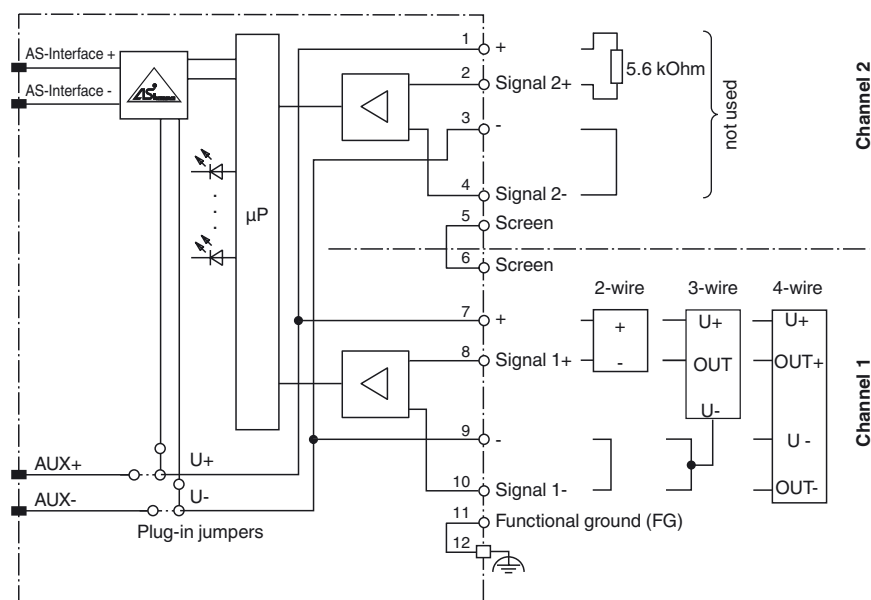 AS-Interface +
AS-Interface -
AS
µP
1
+
2
Signal 2+
3
-
4
Signal 2-
5
Screen
6
Screen
5.6 kOhm
not used
Channel 2
7
+
8
Signal 1+
9
-
10
Signal 1-
11
Functional ground (FG)
12
2-wire
3-wire
4-wire
+
-
U+
OUT
U-
U+
OUT+
U -
OUT-
Channel 1
AUX+
U+
AUX-
U-
Plug-in jumpers